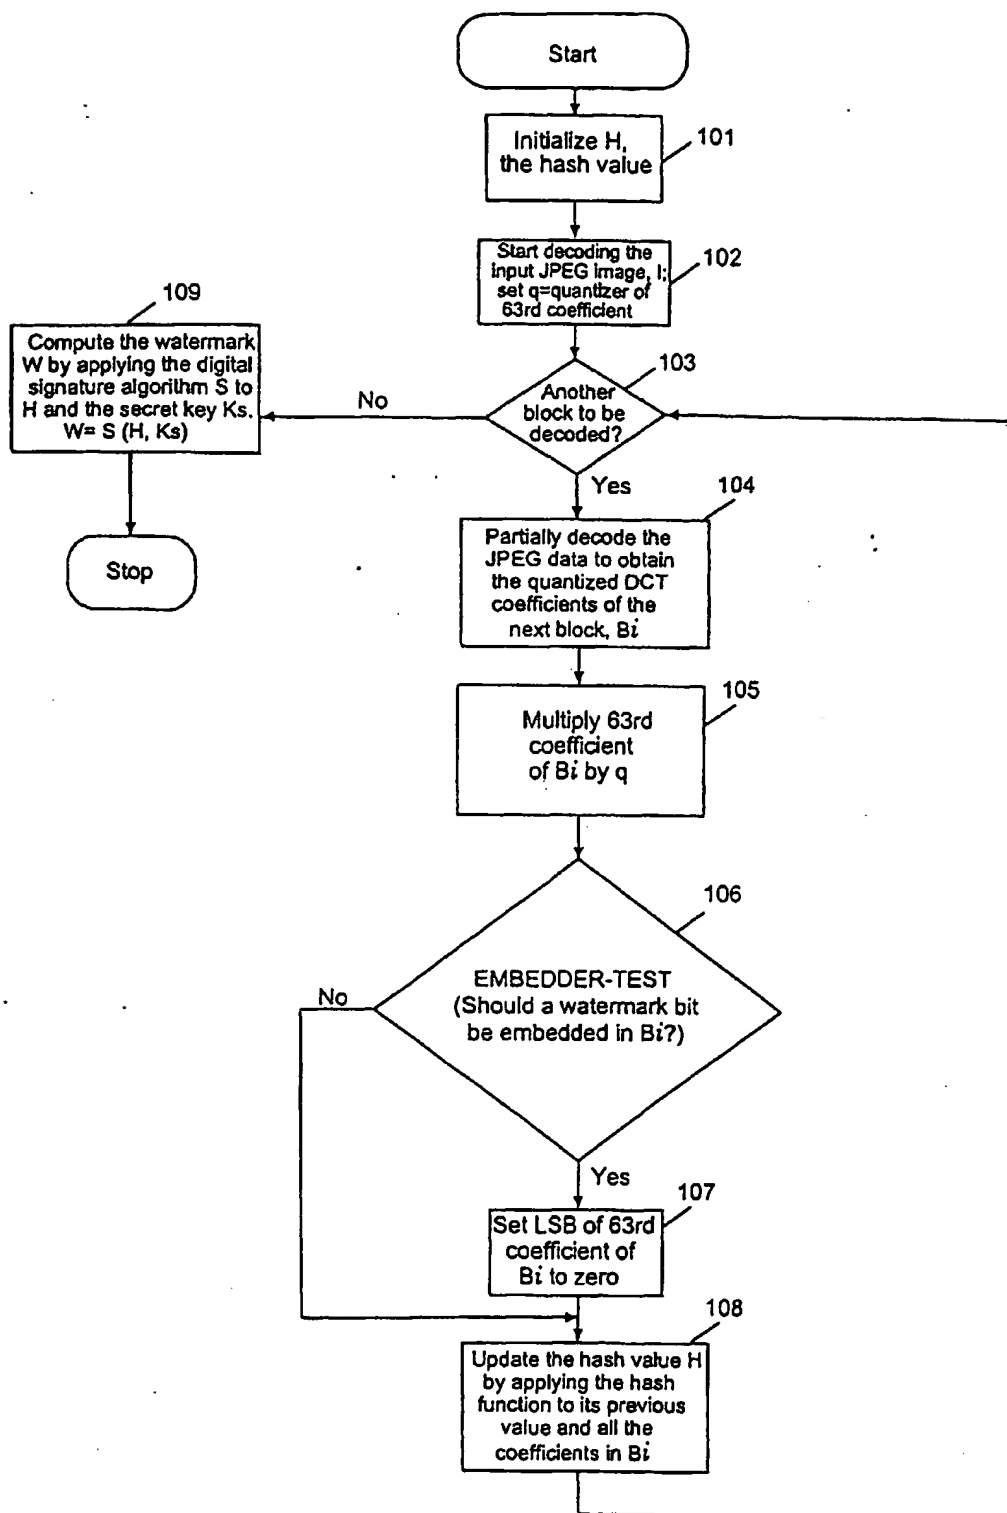 Start
Initialize H,
the hash value
101
Start decoding the
input JPEG image, I;
set q=quantizer of
63rd coefficient
102
109
Compute the watermark
W by applying the digital
signature algorithm S to
H and the secret key Ks.
W= S (H, Ks)
No
Another
block to be
decoded?
103
Yes
Stop
104
Partially decode the
JPEG data to obtain
the quantized DCT
coefficients of the
next block, Bi
105
Multiply 63rd
coefficient
of Bi by q
106
EMBEDDER-TEST
(Should a watermark bit
be embedded in Bi?)
No
Yes
107
Set LSB of 63rd
coefficient of
Bi to zero
108
Update the hash value H
by applying the hash
function to its previous
value and all the
coefficients in Bi